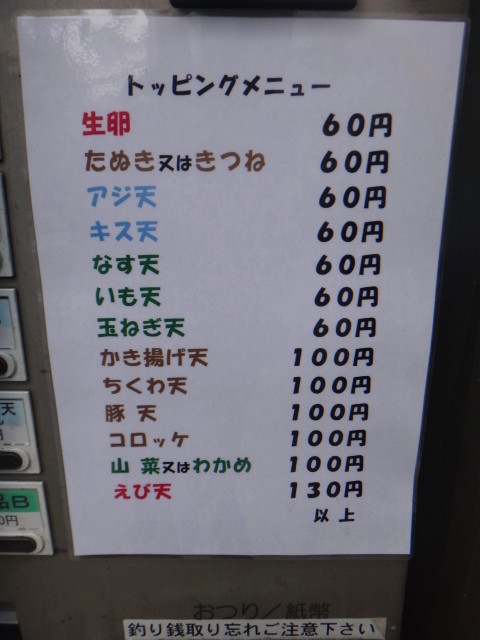 トッピングメニュー
生卵 60円
たぬき又はきつね 60円
アジ天 60円
キス天 60円
なす天 60円
いも天 60円
玉ねぎ天 60円
かき揚げ天 100円
ちくわ天 100円
豚 天 100円
コロッケ 100円
山 菜又はわかめ 100円
えび天 130円
以 上
天
円
品B
0円
おつり/紙幣
釣り銭取り忘れご注意下さい